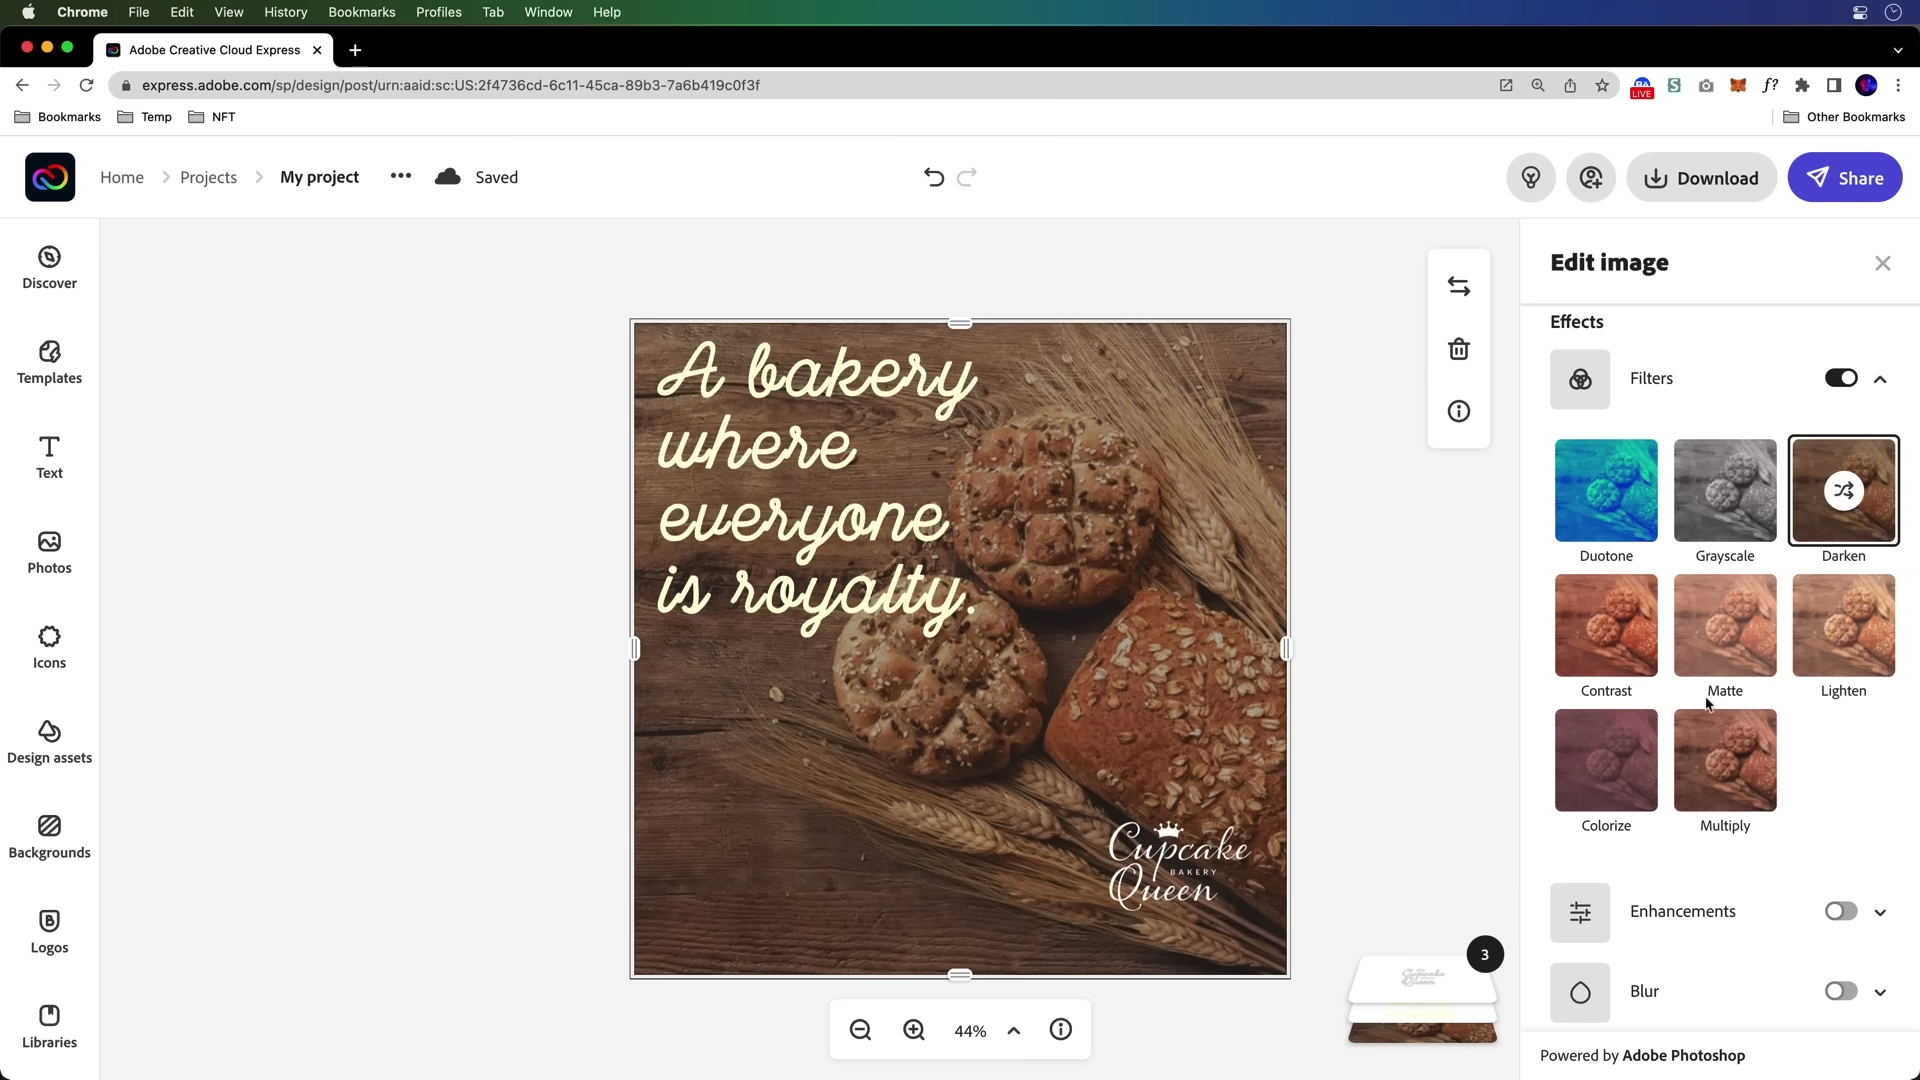 Chrome File Edit View History Bookmarks Profiles Tab Window Help
Adobe Creative Cloud Express
express.adobe.com/sp/design/post/urn:aaid:sc:US:2f4736cd-6c11-45ca-89b3-7a6b419c0f3f
LIVE
f?
Bookmarks Temp NFT Other Bookmarks
Home Projects My project Saved Download Share
Discover
Templates
Text
Photos
Icons
Design assets
Backgrounds
Logos
Libraries
A bakery
where
everyone
is royalty.
Cupcake
BAKERY
Queen
44%
3
Cupcake
Queen
Edit image
Effects
Filters
Duotone Grayscale Darken
Contrast Matte Lighten
Colorize Multiply
Enhancements
Blur
Powered by Adobe Photoshop